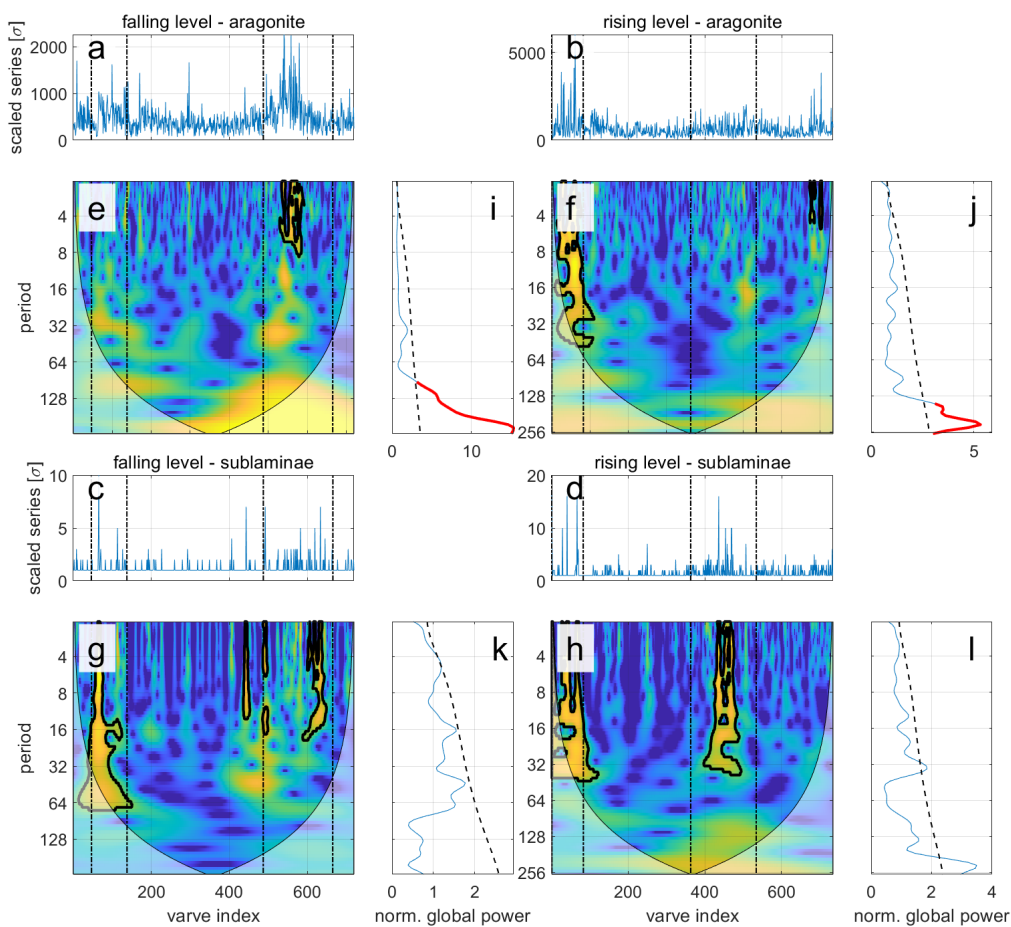 falling level - aragonite
rising level - aragonite
scaled series [σ]
2000
1000
0
a
5000
0
b
period
4
8
16
32
64
128
e
i
0
10
4
8
16
32
64
128
256
f
j
0
5
falling level - sublaminae
rising level - sublaminae
scaled series [σ]
10
5
0
c
20
10
0
200
400
600
d
period
4
8
16
32
64
128
g
200
400
600
varve index
k
0
1
2
norm. global power
4
8
16
32
64
128
256
h
200
400
600
varve index
l
0
2
4
norm. global power